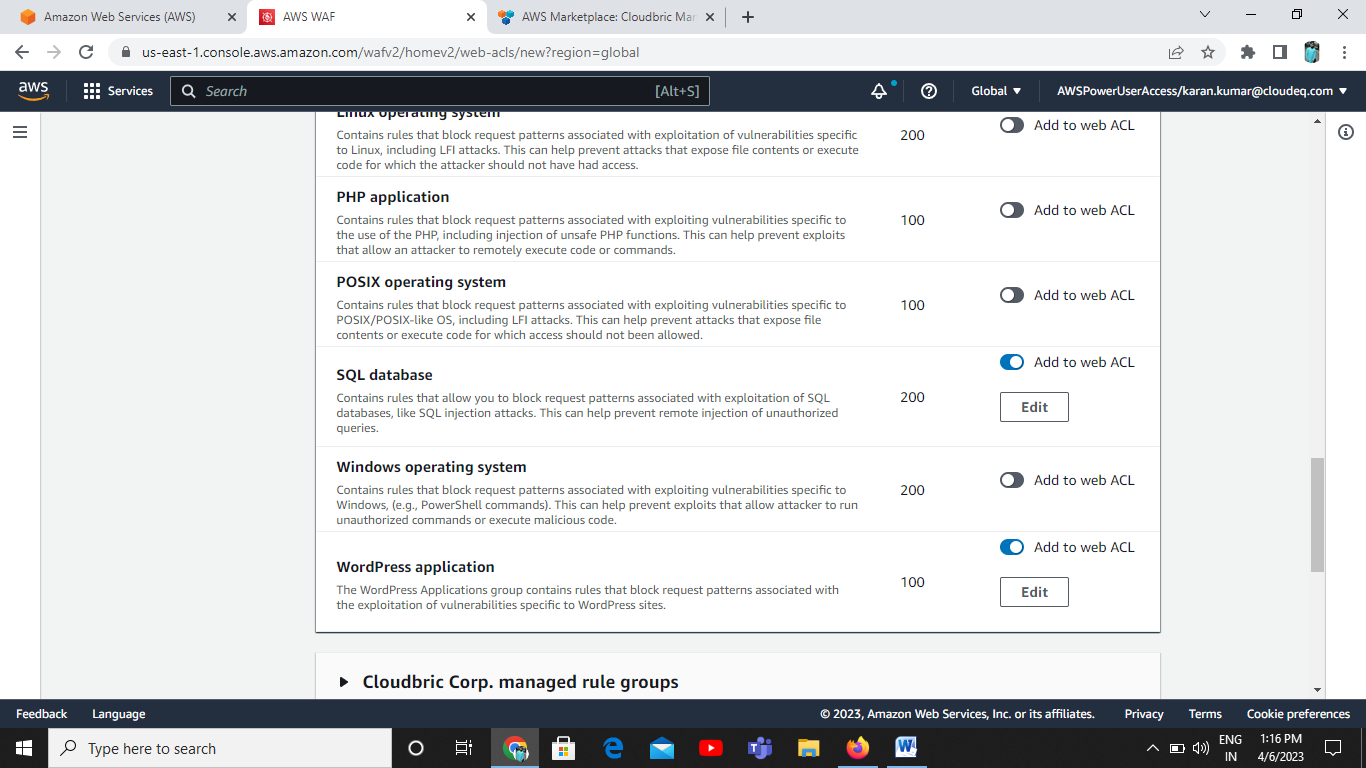 Amazon Web Services (AWS)
AWS WAF
AWS Marketplace: Cloudbric Mar
us-east-1.console.aws.amazon.com/wafv2/homev2/web-acls/new?region=global
aws
Services
Search
[Alt+S]
Global
AWSPowerUserAccess/karan.kumar@cloudeq.com
Linux operating system
Contains rules that block request patterns associated with exploitation of vulnerabilities specific
to Linux, including LFI attacks. This can help prevent attacks that expose file contents or execute
code for which the attacker should not have had access.
200
Add to web ACL
PHP application
Contains rules that block request patterns associated with exploiting vulnerabilities specific to
the use of the PHP, including injection of unsafe PHP functions. This can help prevent exploits
that allow an attacker to remotely execute code or commands.
100
Add to web ACL
POSIX operating system
Contains rules that block request patterns associated with exploiting vulnerabilities specific to
POSIX/POSIX-like OS, including LFI attacks. This can help prevent attacks that expose file
contents or execute code for which access should not been allowed.
100
Add to web ACL
SQL database
Contains rules that allow you to block request patterns associated with exploitation of SQL
databases, like SQL injection attacks. This can help prevent remote injection of unauthorized
queries.
200
Add to web ACL
Edit
Windows operating system
Contains rules that block request patterns associated with exploiting vulnerabilities specific to
Windows, (e.g., PowerShell commands). This can help prevent exploits that allow attacker to run
unauthorized commands or execute malicious code.
200
Add to web ACL
WordPress application
The WordPress Applications group contains rules that block request patterns associated with
the exploitation of vulnerabilities specific to WordPress sites.
100
Add to web ACL
Edit
Cloudbric Corp. managed rule groups
Feedback
Language
© 2023, Amazon Web Services, Inc. or its affiliates.
Privacy
Terms
Cookie preferences
Type here to search
ENG
IN
1:16 PM
4/6/2023